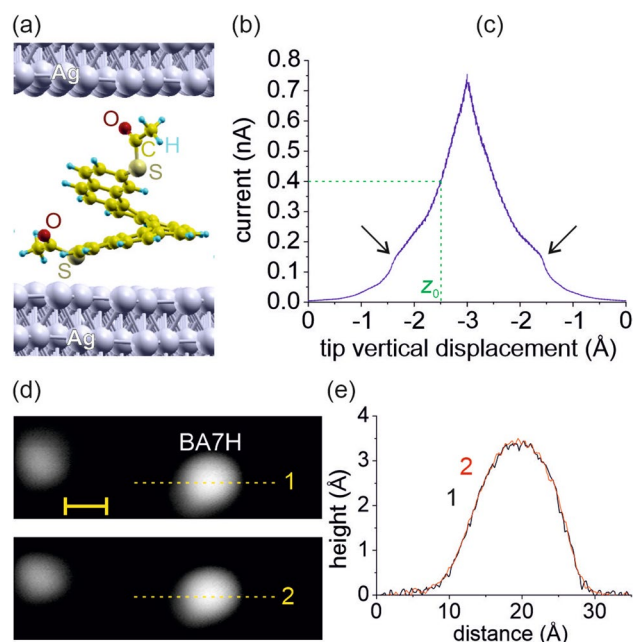 (a)
Ag
O
C
H
S
O
S
Ag
(b)
(c)
current (nA)
0.8
0.7
0.6
0.5
0.4
0.3
0.2
0.1
0.0
z0
0 -1 -2 -3 -2 -1 0
tip vertical displacement (Å)
(d)
BA7H
1
2
(e)
height (Å)
4
3
2
1
0
2
1
0 10 20 30
distance (Å)